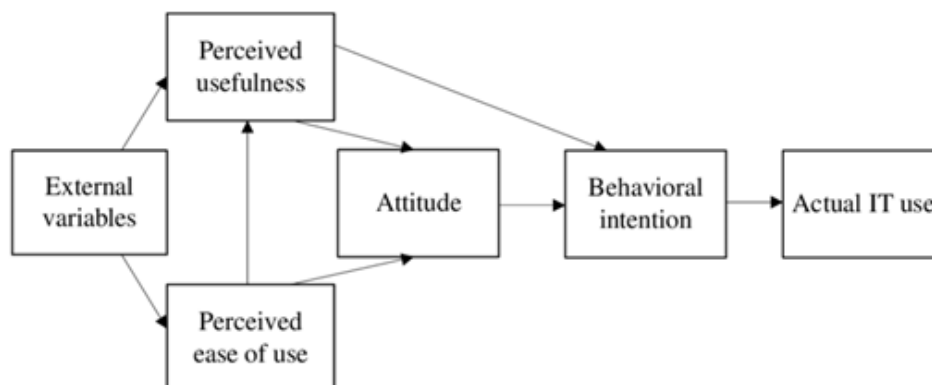 Perceived
usefulness
External
variables
Attitude
Behavioral
intention
Actual IT use
Perceived
ease of use